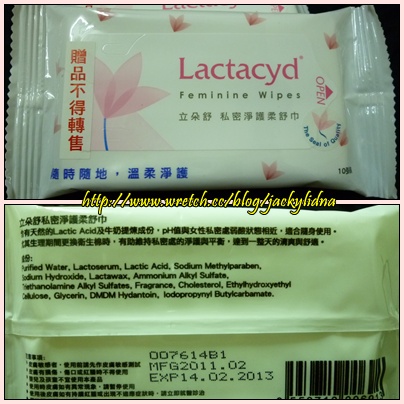 Lactacyd®
Feminine Wipes
贈品不得轉售
OPEN
立朵舒 私密淨護柔舒巾
The Seal of Quality
隨時隨地，溫柔淨護
10張
http://www.wretch.cc/blog/jackylidna
立朵舒私密淨護柔舒巾
有天然的Lactic Acid及牛奶提煉成份，pH值與女性私密處弱酸狀態相近，適合隨身使用。
其生理期間更換衛生棉時，有助維持私密處的淨護與平衡，達到一整天的清爽與舒適。
成份:
Purified Water, Lactoserum, Lactic Acid, Sodium Methylparaben,
Sodium Hydroxide, Lactawax, Ammonium Alkyl Sulfates,
Triethanolamine Alkyl Sulfates, Fragrance, Cholesterol, Ethylhydroxyethyl
Cellulose, Glycerin, DMDM Hydantoin, Iodopropynyl Butylcarbamate.
意事項:
007614B1
MFG2011.02
EXP14.02.2013